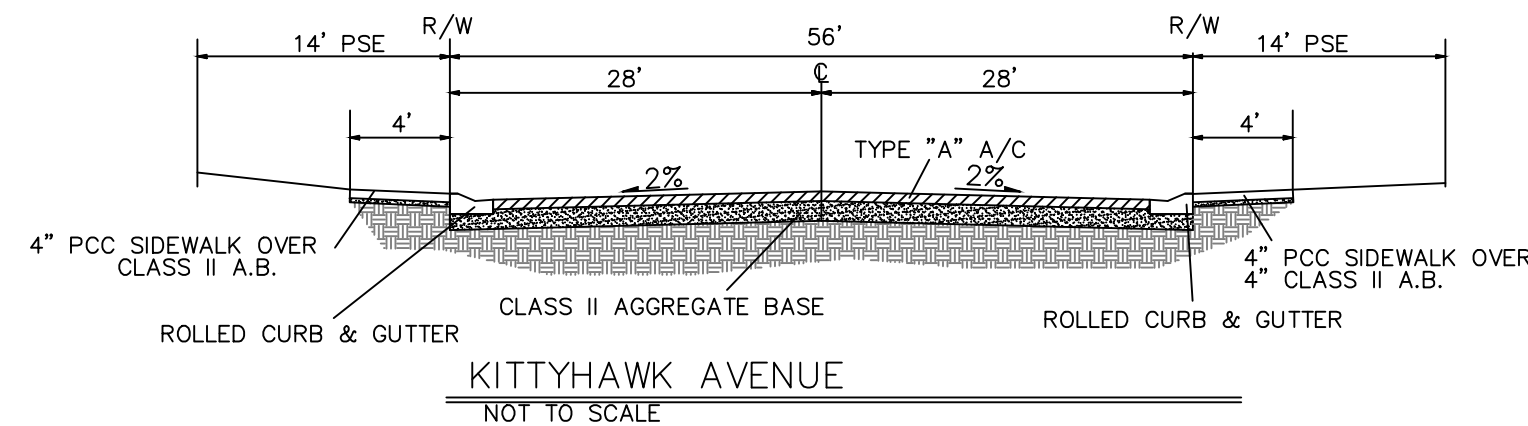 R/W
R/W
14' PSE
56'
14' PSE
28'
℄
28'
4'
4'
TYPE "A" A/C
2%
2%
4" PCC SIDEWALK OVER
CLASS II A.B.
4" PCC SIDEWALK OVER
4" CLASS II A.B.
CLASS II AGGREGATE BASE
ROLLED CURB & GUTTER
ROLLED CURB & GUTTER
KITTYHAWK AVENUE
NOT TO SCALE